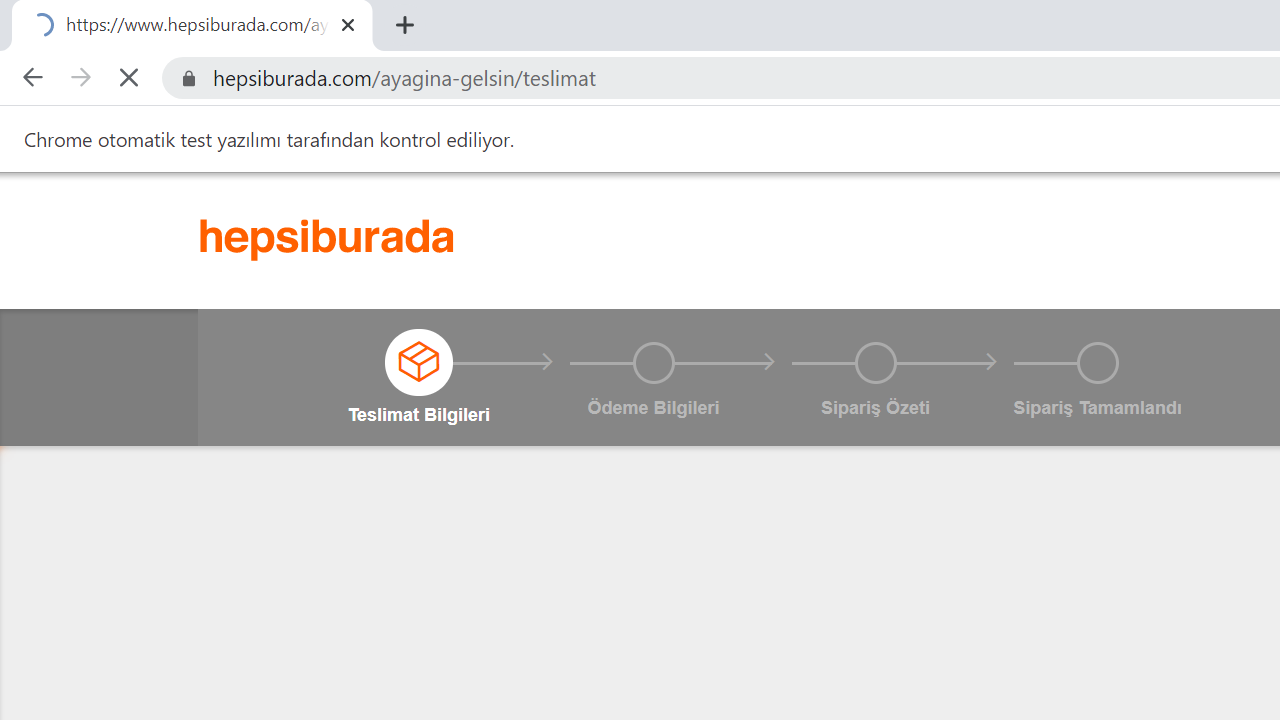 https://www.hepsiburada.com/ay
hepsiburada.com/ayagina-gelsin/teslimat
Chrome otomatik test yazılımı tarafından kontrol ediliyor.
hepsiburada
Teslimat Bilgileri
Ödeme Bilgileri
Sipariş Özeti
Sipariş Tamamlandı